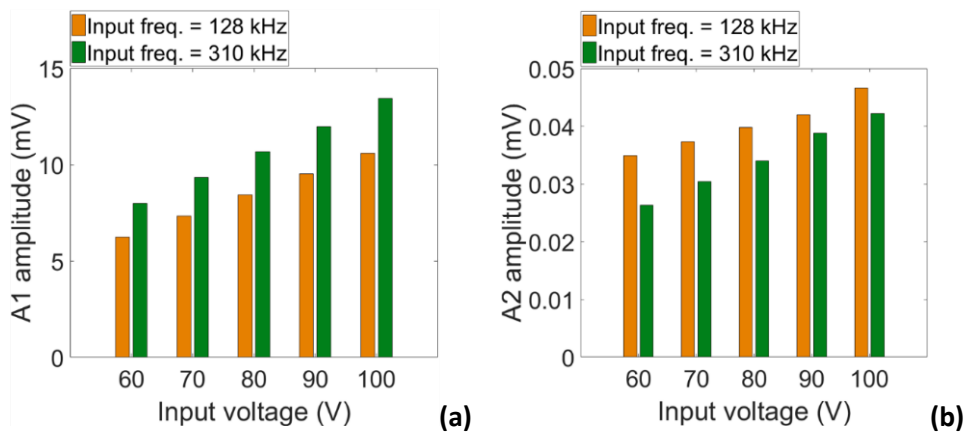 Input freq. = 128 kHz
Input freq. = 310 kHz
15
10
5
0
A1 amplitude (mV)
60 70 80 90 100
Input voltage (V)
(a)
Input freq. = 128 kHz
Input freq. = 310 kHz
0.05
0.04
0.03
0.02
0.01
0
A2 amplitude (mV)
60 70 80 90 100
Input voltage (V)
(b)